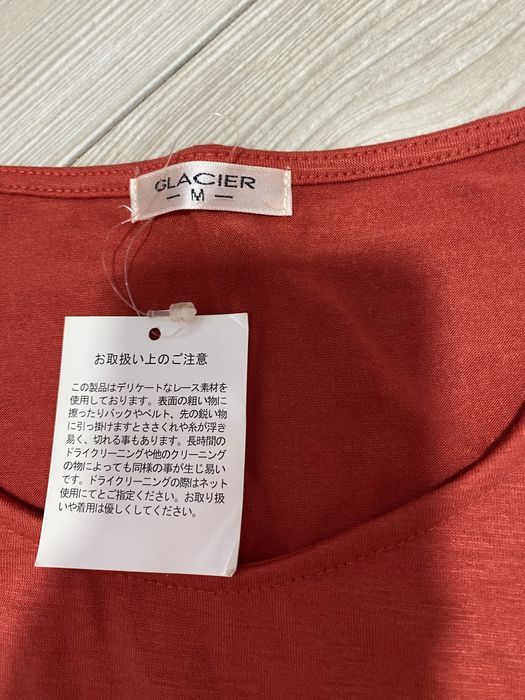 GLACIER
— M —
お取扱い上のご注意
この製品はデリケートなレース素材を
使用しております。表面の粗い物に
擦ったりバックやベルト、先の鋭い物
に引っ掛けますとささくれや糸が浮き
易く、切れる事もあります。長時間の
ドライクリーニングや他のクリーニング
の物によっても同様の事が生じ易い
です。ドライクリーニングの際はネット
使用にてとご指定ください。お取り扱
いや着用は優しくしてください。